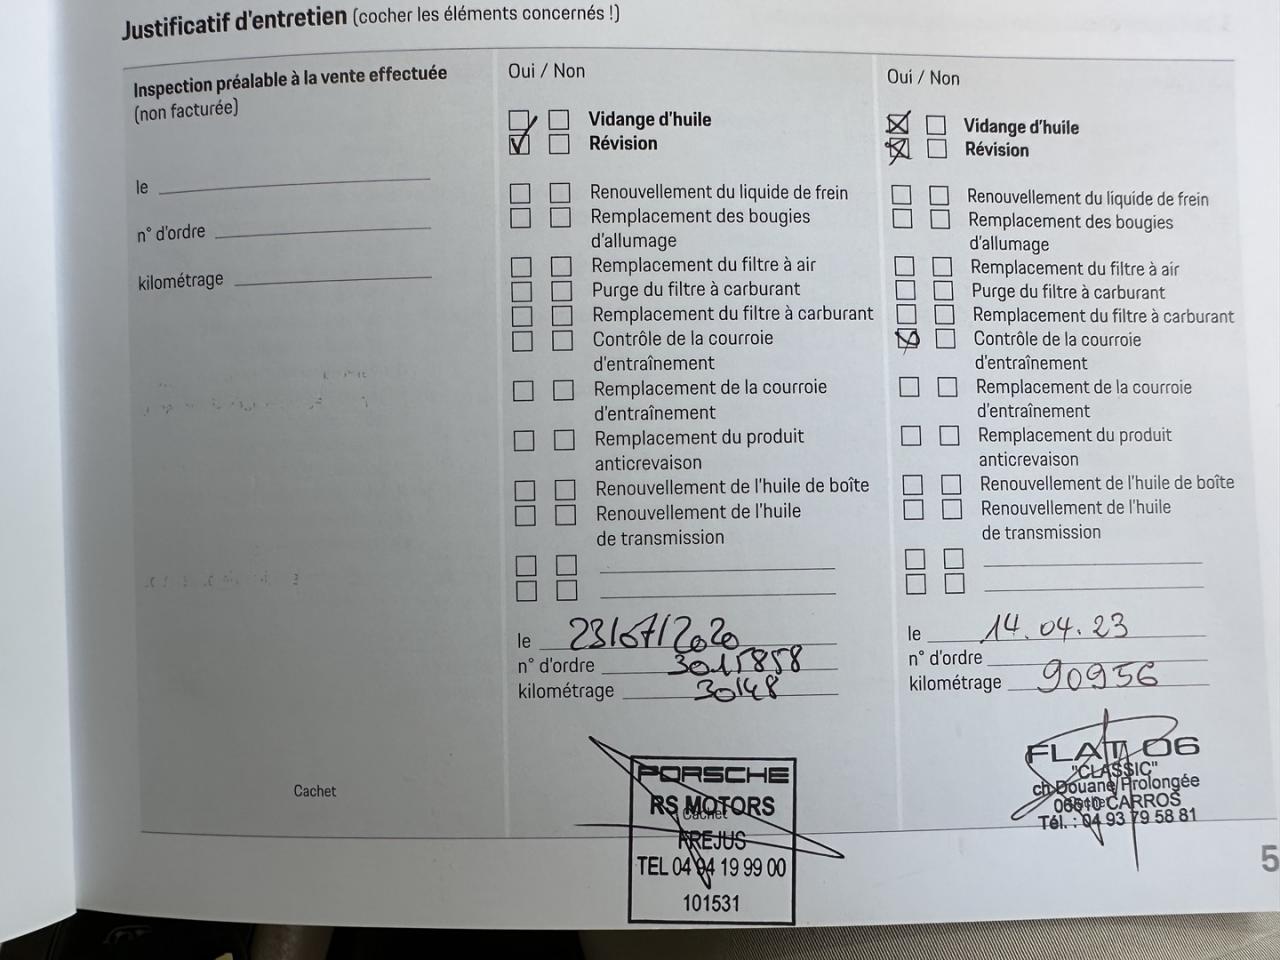 Justificatif d'entretien (cocher les éléments concernés !)
Inspection préalable à la vente effectuée
(non facturée)
le
n° d'ordre
kilométrage
Cachet
Oui / Non
Vidange d'huile
Révision
Renouvellement du liquide de frein
Remplacement des bougies
d'allumage
Remplacement du filtre à air
Purge du filtre à carburant
Remplacement du filtre à carburant
Contrôle de la courroie
d'entraînement
Remplacement de la courroie
d'entraînement
Remplacement du produit
anticrevaison
Renouvellement de l'huile de boîte
Renouvellement de l'huile
de transmission
le 23/07/2020
n° d'ordre 3015858
kilométrage 30148
PORSCHE
RS MOTORS
Cachet
FREJUS
TEL 04 94 19 99 00
101531
Oui / Non
Vidange d'huile
Révision
Renouvellement du liquide de frein
Remplacement des bougies
d'allumage
Remplacement du filtre à air
Purge du filtre à carburant
Remplacement du filtre à carburant
Contrôle de la courroie
d'entraînement
Remplacement de la courroie
d'entraînement
Remplacement du produit
anticrevaison
Renouvellement de l'huile de boîte
Renouvellement de l'huile
de transmission
le 14.04.23
n° d'ordre
kilométrage 90956
FLAT 06
"CLASSIC"
ch Douane Prolongée
06510 CARROS
Tél. : 04 93 79 58 81
5